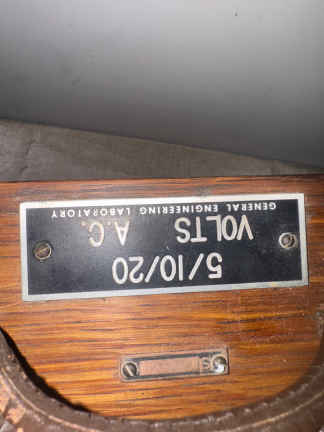 5/10/20
VOLTS A.C.
GENERAL ENGINEERING LABORATORY